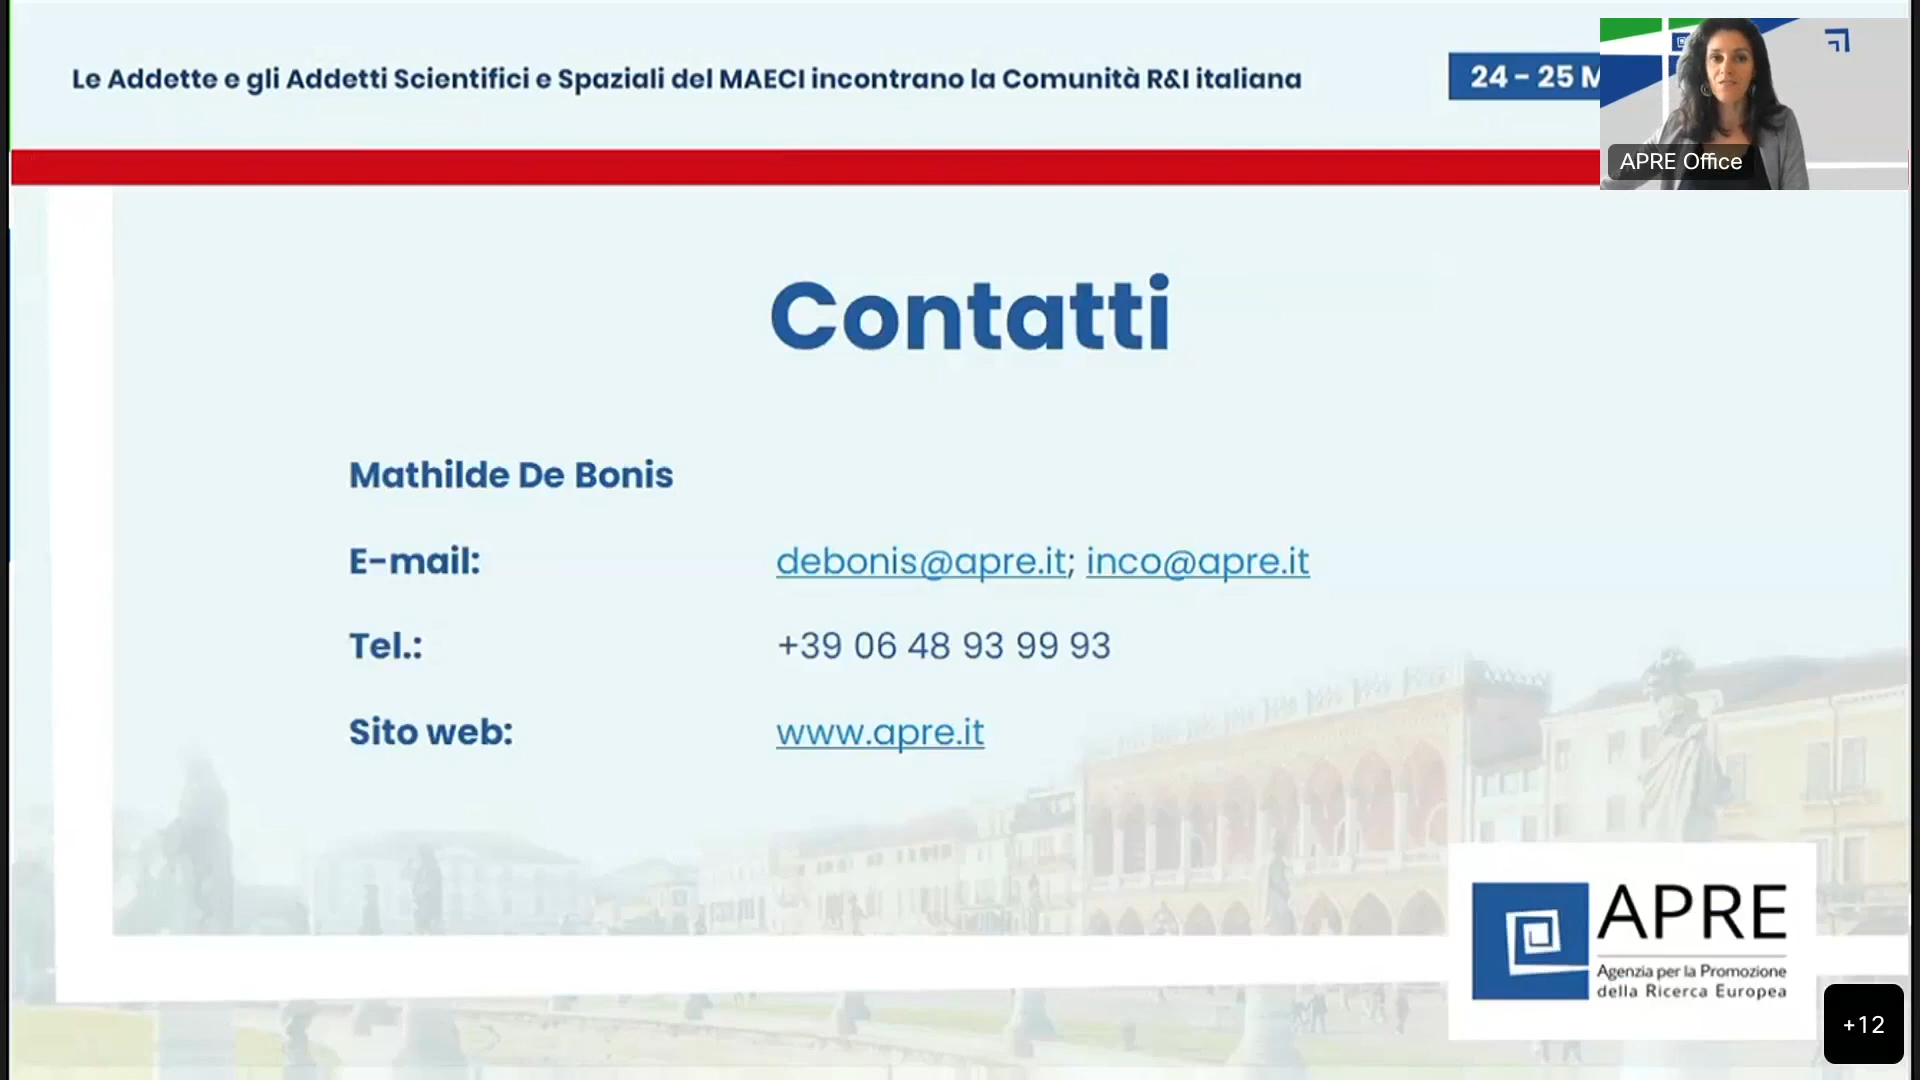 Le Addette e gli Addetti Scientifici e Spaziali del MAECI incontrano la Comunità R&I italiana
24 - 25 M
APRE Office
Contatti
Mathilde De Bonis
E-mail: debonis@apre.it; inco@apre.it
Tel.: +39 06 48 93 99 93
Sito web: www.apre.it
APRE
Agenzia per la Promozione
della Ricerca Europea
+12